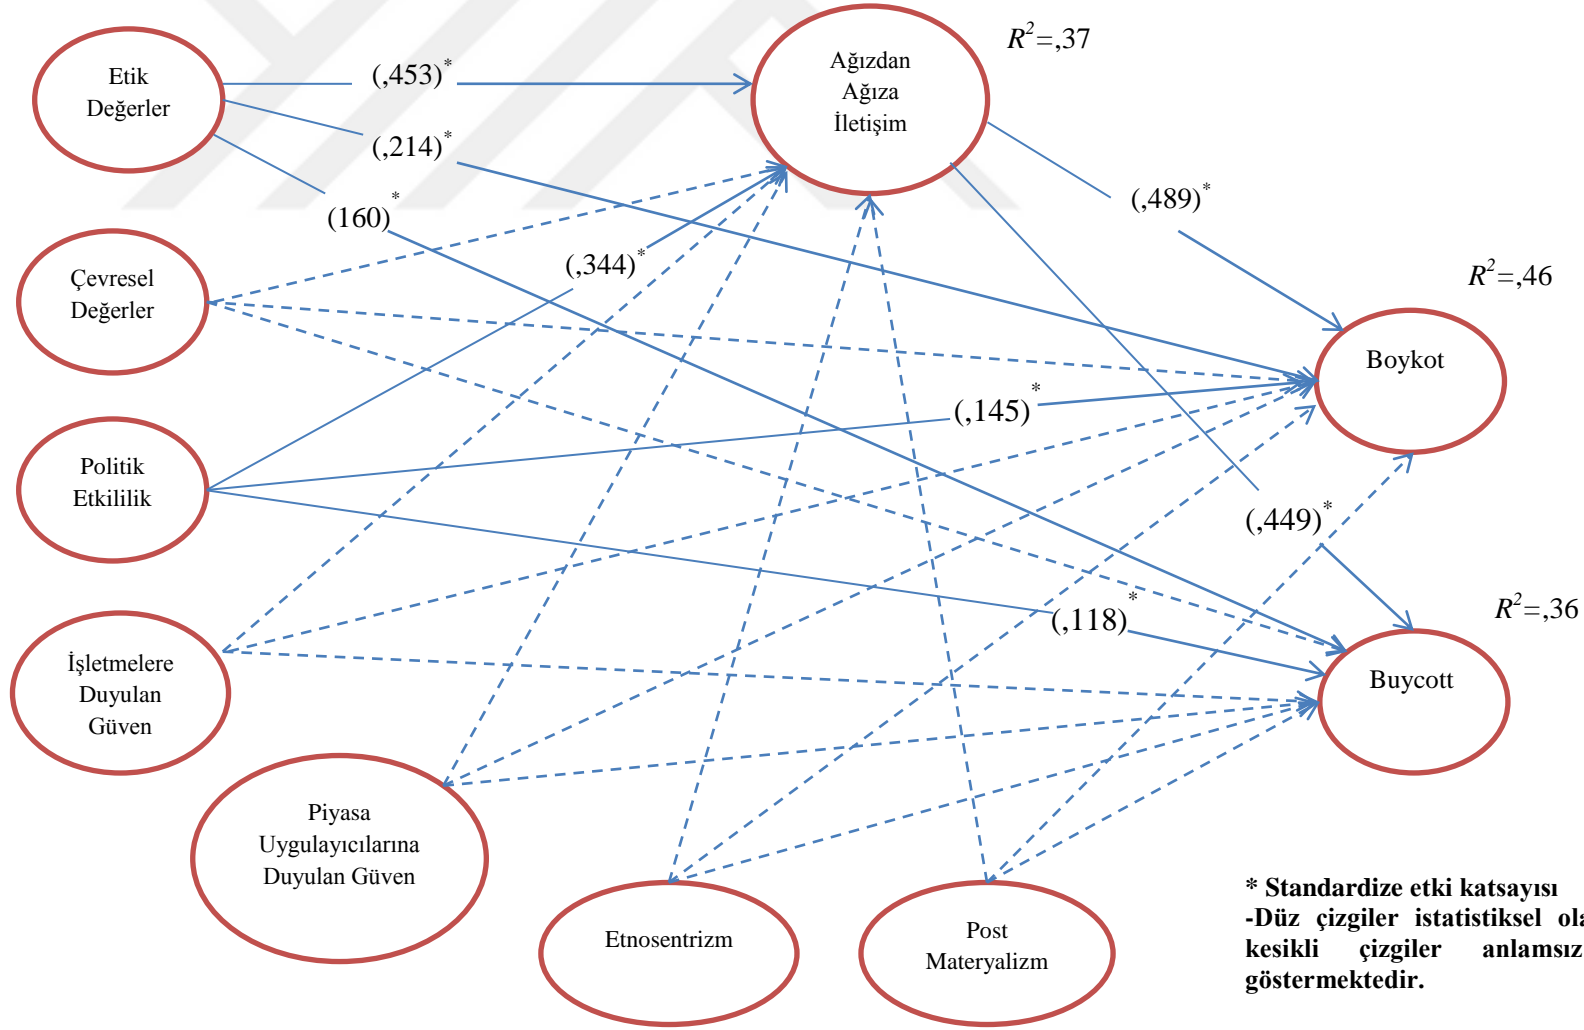 Etik
Değerler
(,453)*
Ağızdan
Ağıza
İletişim
R²=,37
(,214)*
(160)*
(,489)*
Çevresel
Değerler
(,344)*
R²=,46
Boykot
(,145)*
Politik
Etkililik
(,449)*
(,118)*
R²=,36
İşletmelere
Duyulan
Güven
Buycott
Piyasa
Uygulayıcılarına
Duyulan Güven
Etnosentrizm
Post
Materyalizm
* Standardize etki katsayısı
-Düz çizgiler istatistiksel ola
kesikli çizgiler anlamsız
göstermektedir.